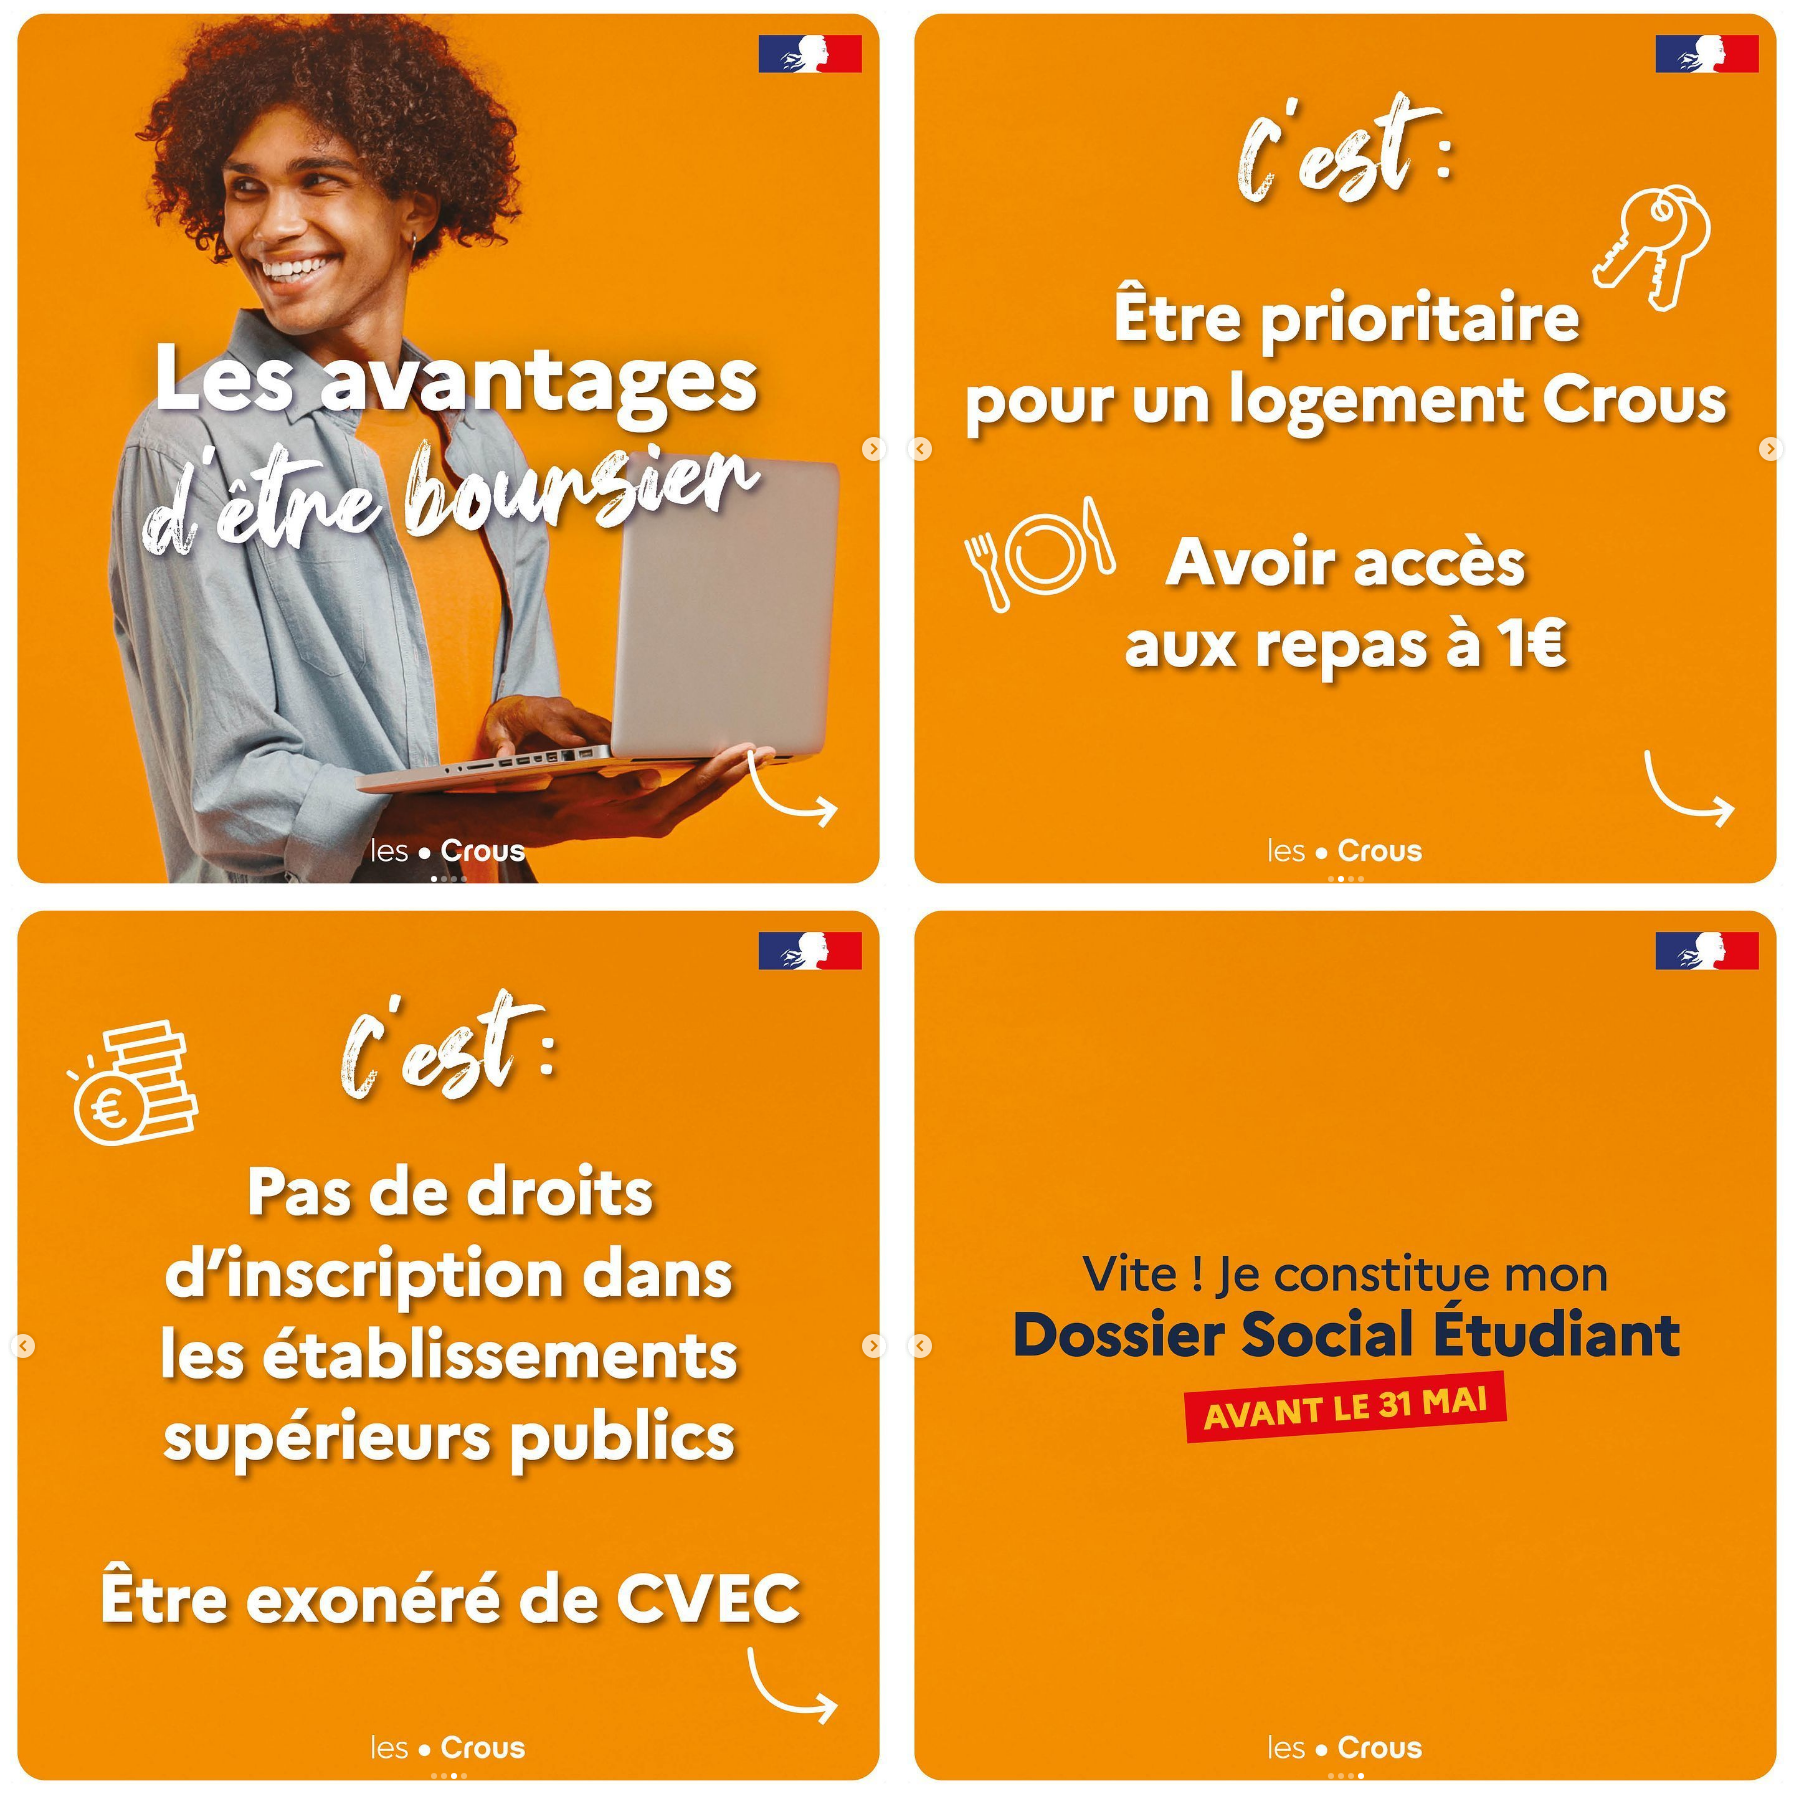 Les avantages
d'être boursier
les • Crous
C'est :
Être prioritaire
pour un logement Crous
Avoir accès
aux repas à 1€
les • Crous
C'est :
€
Pas de droits
d’inscription dans
les établissements
supérieurs publics
Être exonéré de CVEC
les • Crous
Vite ! Je constitue mon
Dossier Social Étudiant
AVANT LE 31 MAI
les • Crous